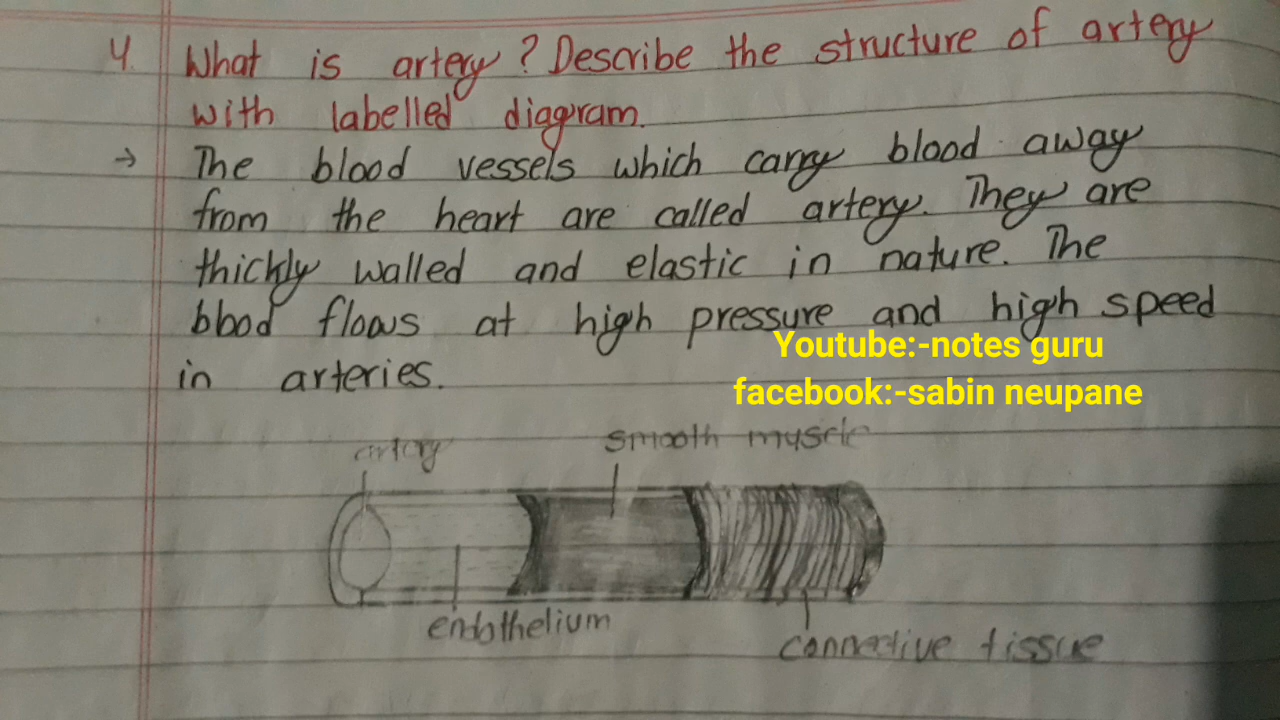 4. What is artery? Describe the structure of artery
with labelled diagram.
→ The blood vessels which carry blood away
from the heart are called artery. They are
thickly walled and elastic in nature. The
blood flows at high pressure and high speed
in arteries.
Youtube:-notes guru
facebook:-sabin neupane
artery
smooth muscle
endothelium
connective tissue